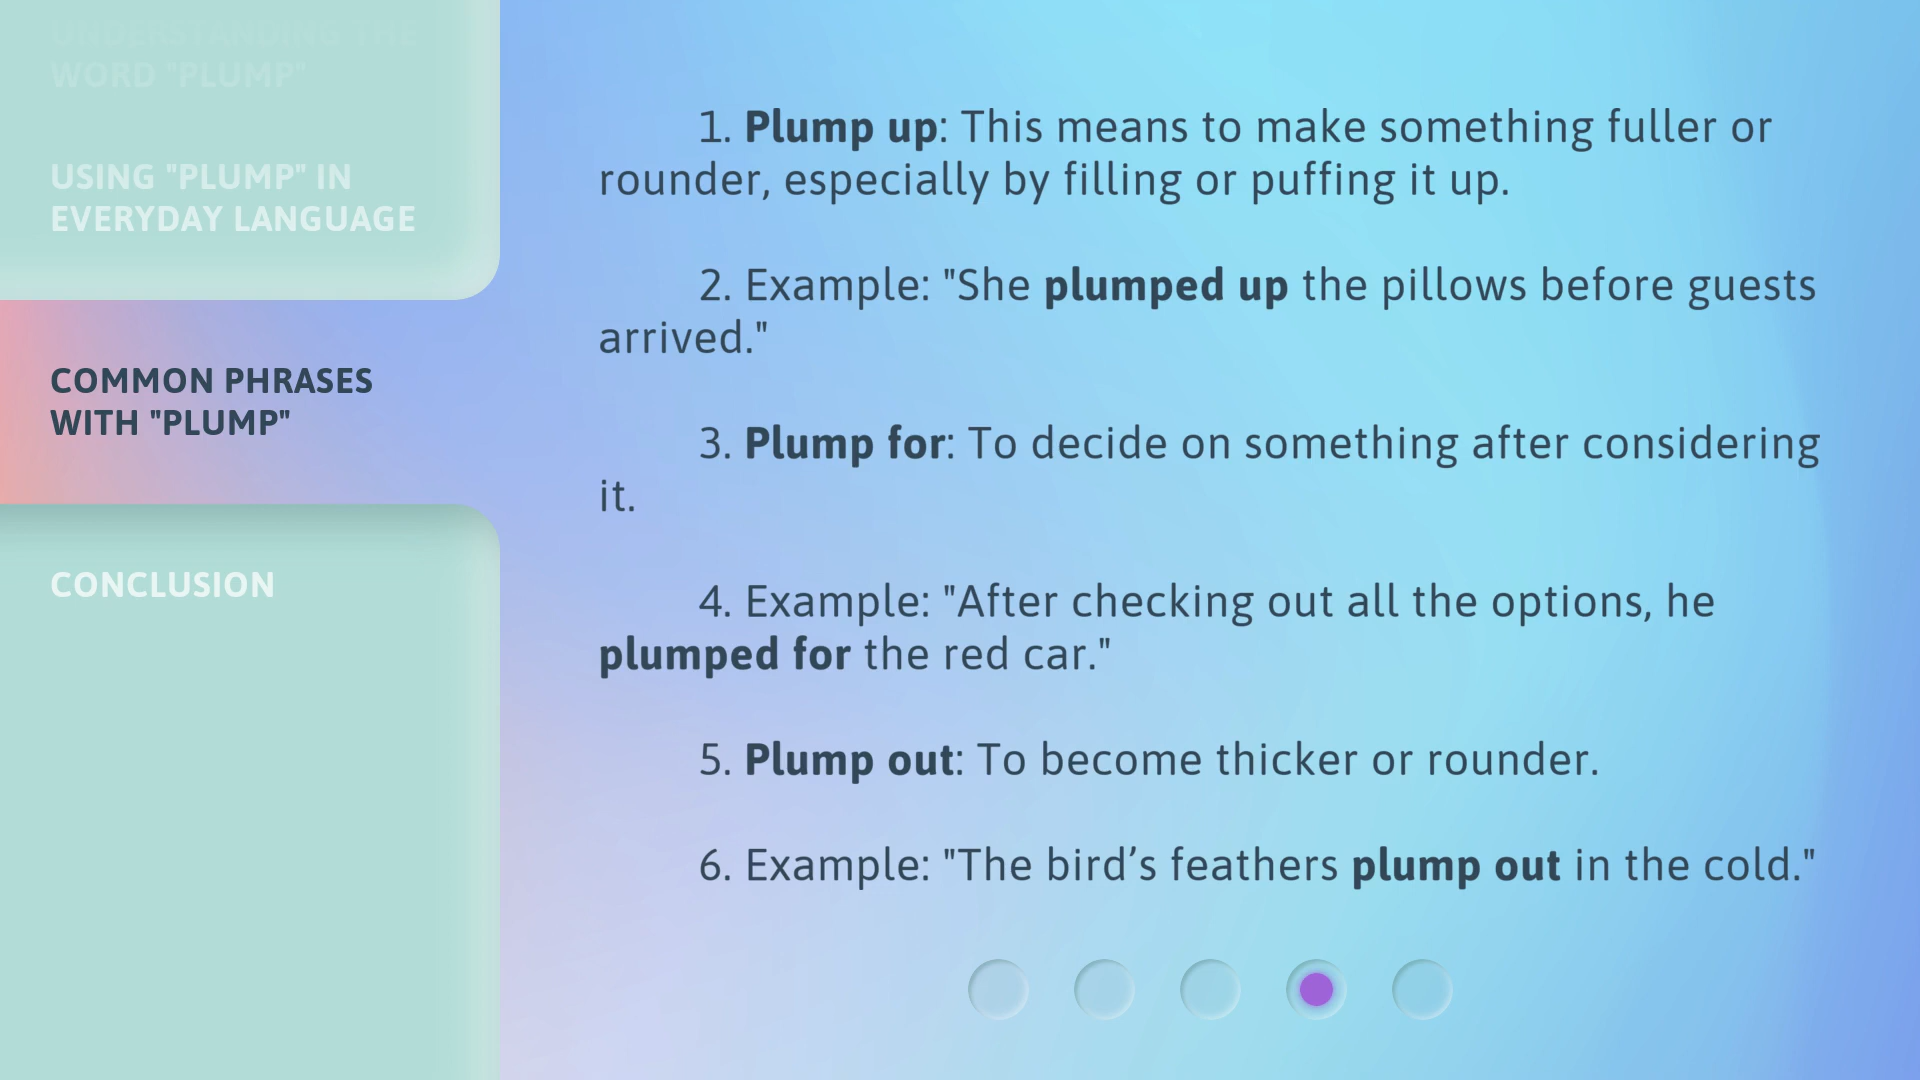 UNDERSTANDING THE
WORD "PLUMP"
USING "PLUMP" IN
EVERYDAY LANGUAGE
COMMON PHRASES
WITH "PLUMP"
CONCLUSION
1. Plump up: This means to make something fuller or
rounder, especially by filling or puffing it up.
2. Example: "She plumped up the pillows before guests
arrived."
3. Plump for: To decide on something after considering
it.
4. Example: "After checking out all the options, he
plumped for the red car."
5. Plump out: To become thicker or rounder.
6. Example: "The bird’s feathers plump out in the cold."